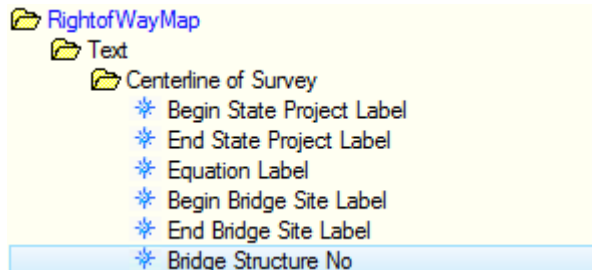 RightofWayMap
Text
Centerline of Survey
Begin State Project Label
End State Project Label
Equation Label
Begin Bridge Site Label
End Bridge Site Label
Bridge Structure No